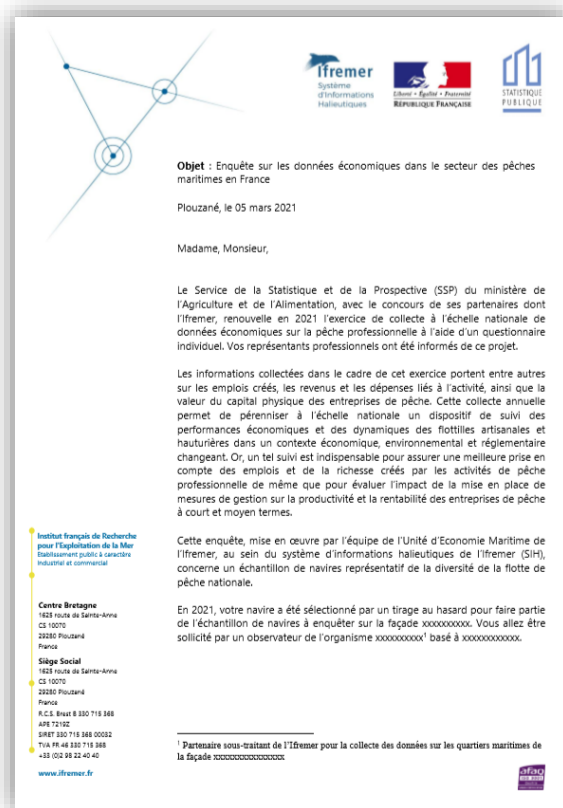 Ifremer
Système
d'Informations
Halieutiques
Liberté • Égalité • Fraternité
RÉPUBLIQUE FRANÇAISE
STATISTIQUE
PUBLIQUE
Objet : Enquête sur les données économiques dans le secteur des pêches
maritimes en France
Plouzané, le 05 mars 2021
Madame, Monsieur,
Le Service de la Statistique et de la Prospective (SSP) du ministère de
l'Agriculture et de l'Alimentation, avec le concours de ses partenaires dont
l'Ifremer, renouvelle en 2021 l'exercice de collecte à l'échelle nationale de
données économiques sur la pêche professionnelle à l'aide d'un questionnaire
individuel. Vos représentants professionnels ont été informés de ce projet.
Les informations collectées dans le cadre de cet exercice portent entre autres
sur les emplois créés, les revenus et les dépenses liés à l'activité, ainsi que la
valeur du capital physique des entreprises de pêche. Cette collecte annuelle
permet de pérenniser à l'échelle nationale un dispositif de suivi des
performances économiques et des dynamiques des flottilles artisanales et
hauturières dans un contexte économique, environnemental et réglementaire
changeant. Or, un tel suivi est indispensable pour assurer une meilleure prise en
compte des emplois et de la richesse créés par les activités de pêche
professionnelle de même que pour évaluer l'impact de la mise en place de
mesures de gestion sur la productivité et la rentabilité des entreprises de pêche
à court et moyen termes.
Cette enquête, mise en œuvre par l'équipe de l'Unité d'Economie Maritime de
l'Ifremer, au sein du système d'informations halieutiques de l'Ifremer (SIH),
concerne un échantillon de navires représentatif de la diversité de la flotte de
pêche nationale.
En 2021, votre navire a été sélectionné par un tirage au hasard pour faire partie
de l'échantillon de navires à enquêter sur la façade xxxxxxxxxx. Vous allez être
sollicité par un observateur de l'organisme xxxxxxxxxx¹ basé à xxxxxxxxxxxx.
Institut français de Recherche
pour l'Exploitation de la Mer
Etablissement public à caractère
industriel et commercial
Centre Bretagne
1625 route de Sainte-Anne
CS 10070
29280 Plouzané
France
Siège Social
1625 route de Sainte-Anne
CS 10070
29280 Plouzané
France
R.C.S. Brest B 330 715 368
APE 7219Z
SIRET 330 715 368 00032
TVA FR 46 330 715 368
+33 (0)2 98 22 40 40
www.ifremer.fr
¹ Partenaire sous-traitant de l'Ifremer pour la collecte des données sur les quartiers maritimes de
la façade xxxxxxxxxxxxxxx
afaq